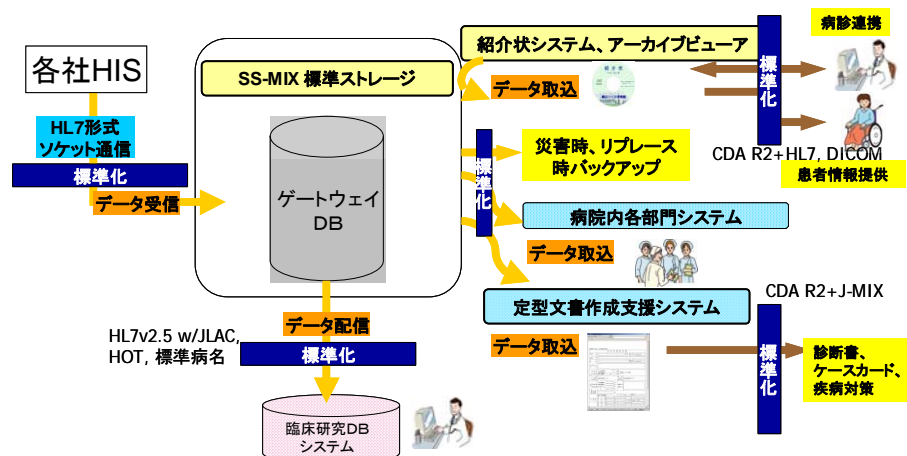 各社HIS
HL7形式
ソケット通信
標準化
データ受信
SS-MIX 標準ストレージ
ゲートウェイ
DB
データ配信
HL7v2.5 w/JLAC,
HOT, 標準病名
標準化
臨床研究DB
システム
紹介状システム、アーカイブビューア
データ取込
標準化
病診連携
CDA R2+HL7, DICOM
患者情報提供
標準化
災害時、リプレース
時バックアップ
病院内各部門システム
データ取込
定型文書作成支援システム
データ取込
CDA R2+J-MIX
標準化
診断書、
ケースカード、
疾病対策